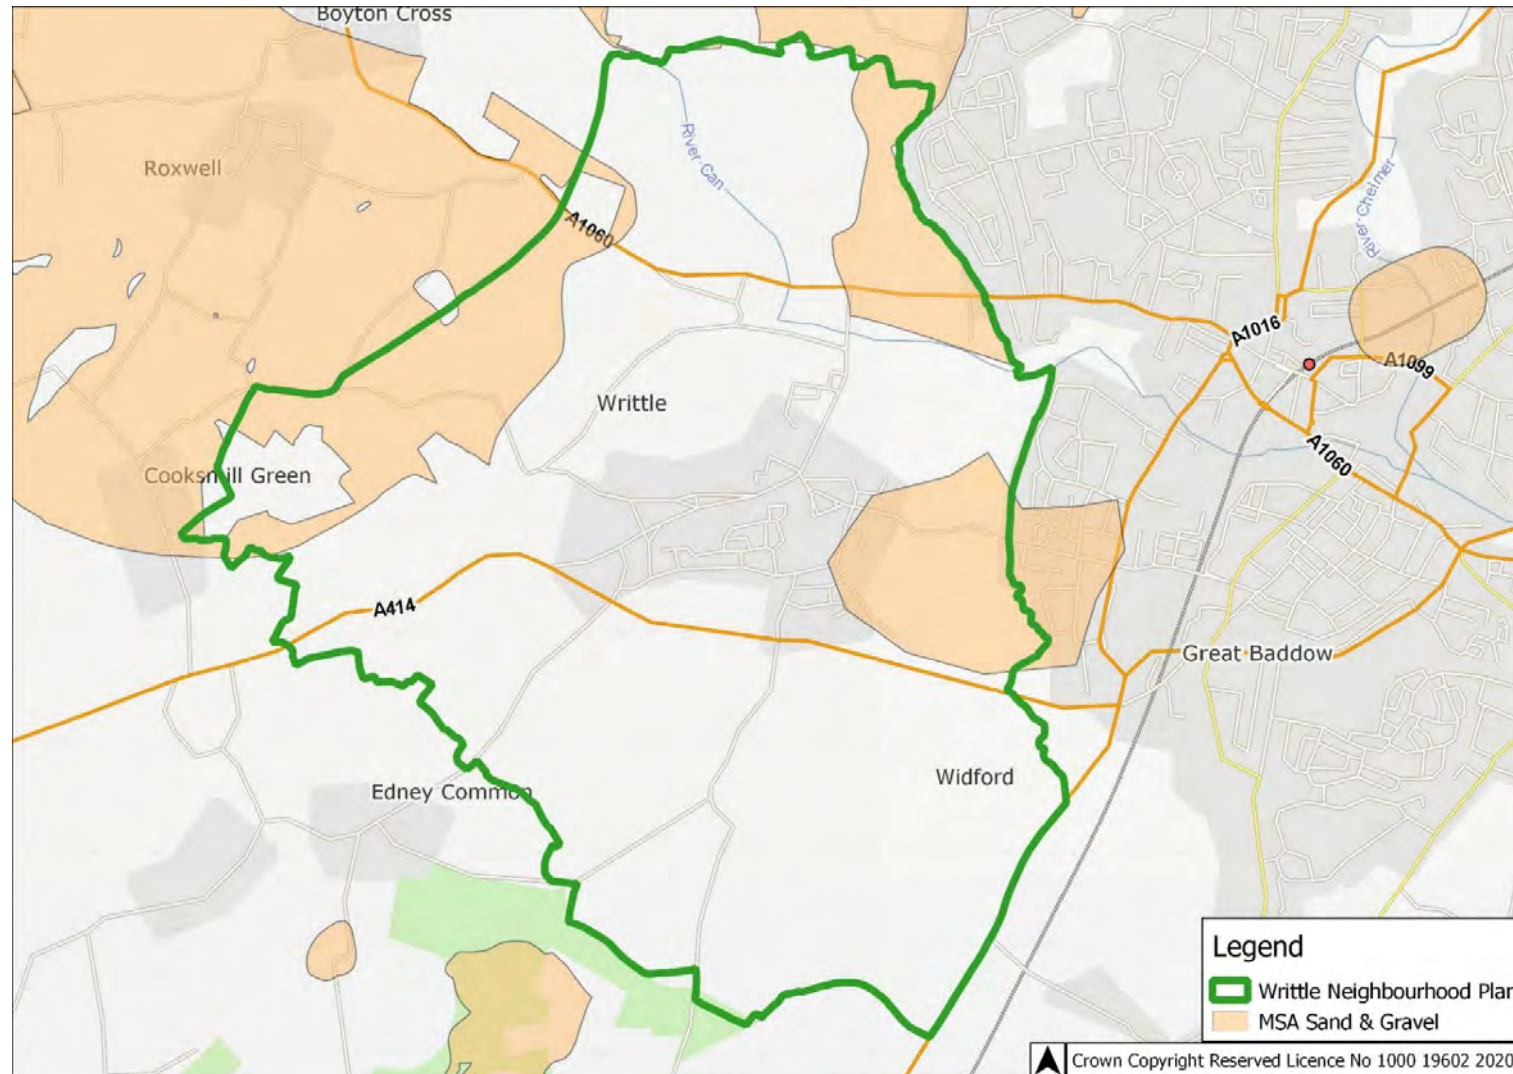 Boyton Cross
Roxwell
River Can
A1060
River Chelmer
A1016
A1099
Writtle
A1060
Cooksmill Green
A414
Great Baddow
Widford
Edney Common
Legend
Writtle Neighbourhood Plan
MSA Sand & Gravel
Crown Copyright Reserved Licence No 1000 19602 2020